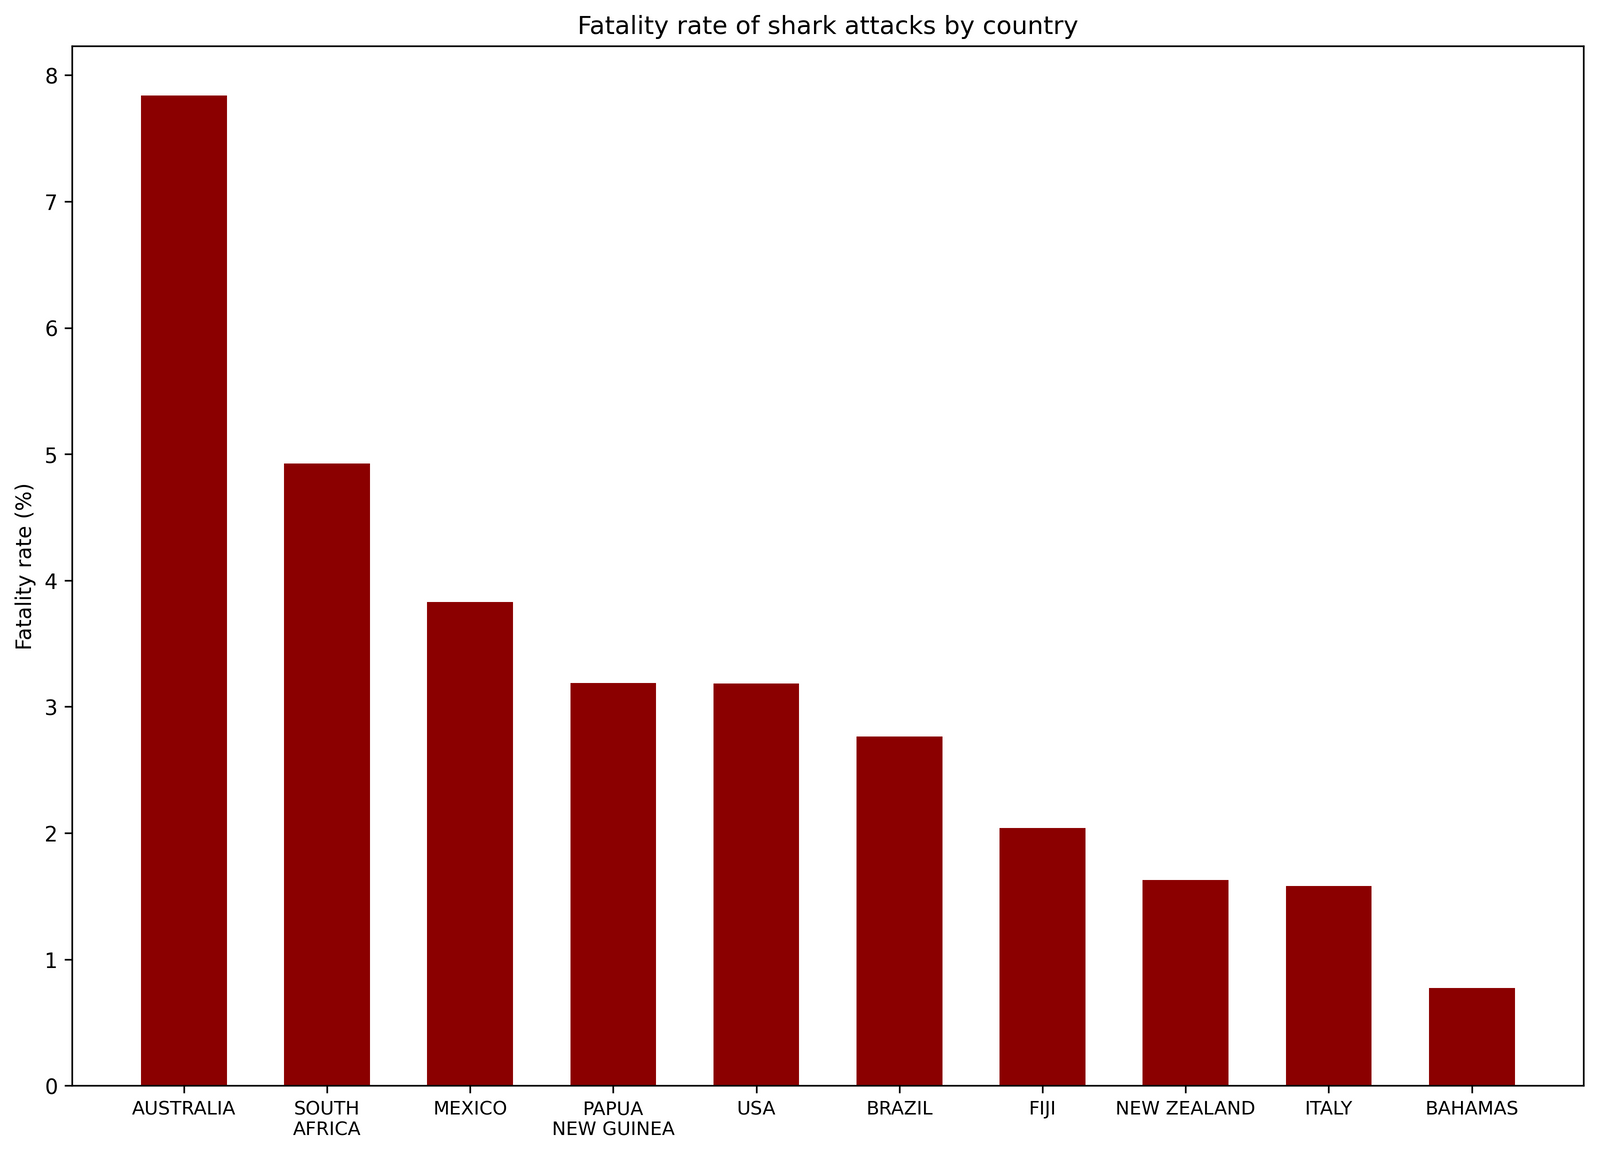 Fatality rate of shark attacks by country
Fatality rate (%)
8
7
6
5
4
3
2
1
0
AUSTRALIA
SOUTH
AFRICA
MEXICO
PAPUA
NEW GUINEA
USA
BRAZIL
FIJI
NEW ZEALAND
ITALY
BAHAMAS